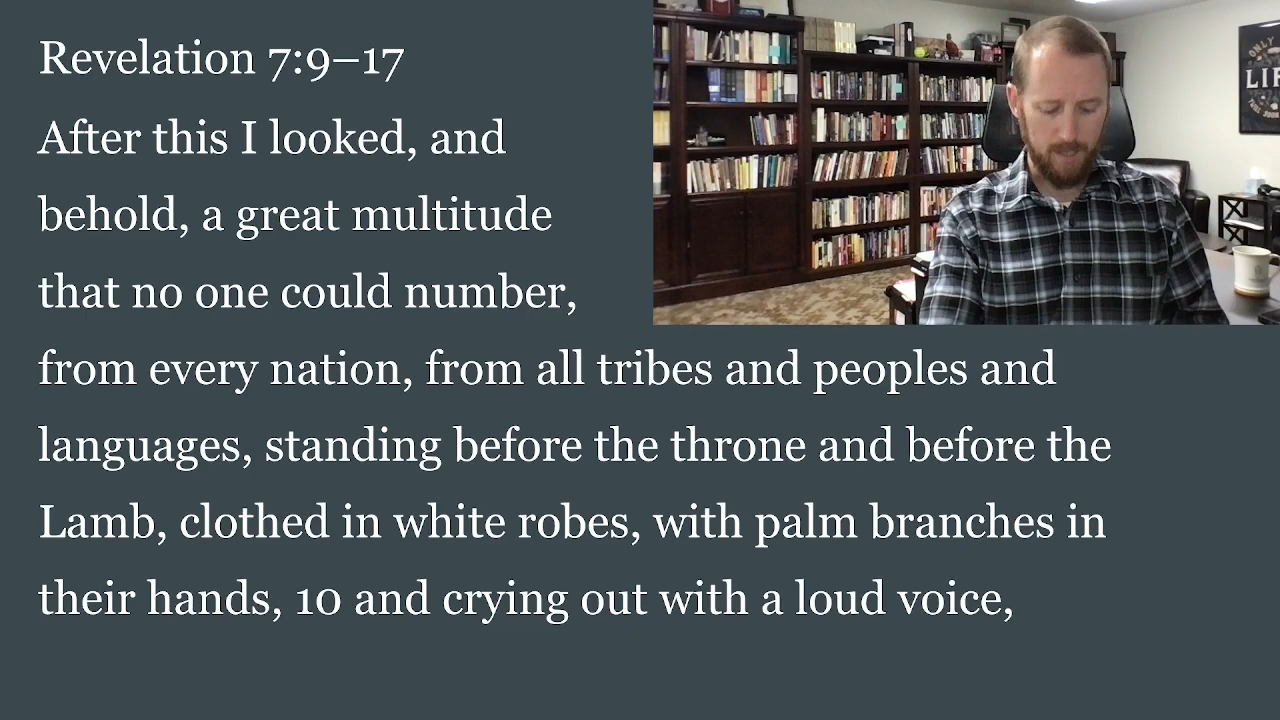 Revelation 7:9–17
After this I looked, and
behold, a great multitude
that no one could number,
from every nation, from all tribes and peoples and
languages, standing before the throne and before the
Lamb, clothed in white robes, with palm branches in
their hands, 10 and crying out with a loud voice,
ONLY
LIF